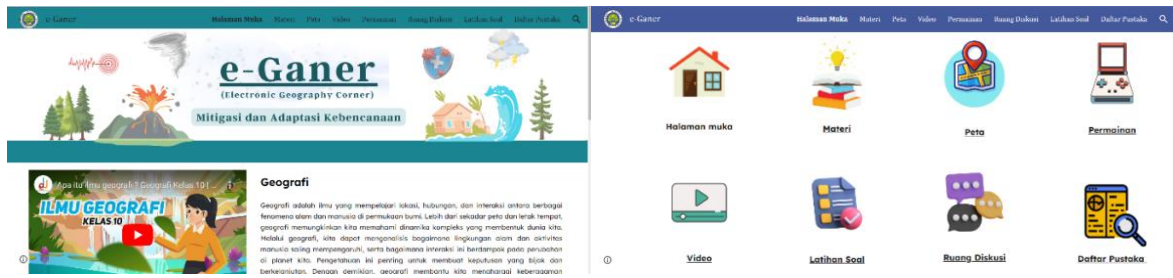 e-Ganer
Halaman Muka Materi Peta Video Permainan Ruang Diskusi Latihan Soal Daftar Pustaka
e-Ganer
(Electronic Geography Corner)
Mitigasi dan Adaptasi Kebencanaan
Apa itu ilmu geografi? Geografi Kelas 10 I...
ILMU GEOGRAFI
KELAS 10
Geografi
Geografi adalah ilmu yang mempelajari lokasi, hubungan, dan interaksi antara berbagai
fenomena alam dan manusia di permukaan bumi. Lebih dari sekadar peta dan letak tempat,
geografi memungkinkan kita memahami dinamika kompleks yang membentuk dunia kita.
Melalui geografi, kita dapat menganalisis bagaimana lingkungan alam dan aktivitas
manusia saling mempengaruhi, serta bagaimana interaksi ini berdampak pada perubahan
di planet kita. Pengetahuan ini penting untuk membuat keputusan yang bijak dan
berkelanjutan. Dengan demikian, geografi membantu kita menghargai keberagaman
e-Ganer
Halaman Muka Materi Peta Video Permainan Ruang Diskusi Latihan Soal Daftar Pustaka
Halaman muka
Materi
Peta
Permainan
Video
Latihan Soal
Ruang Diskusi
Daftar Pustaka